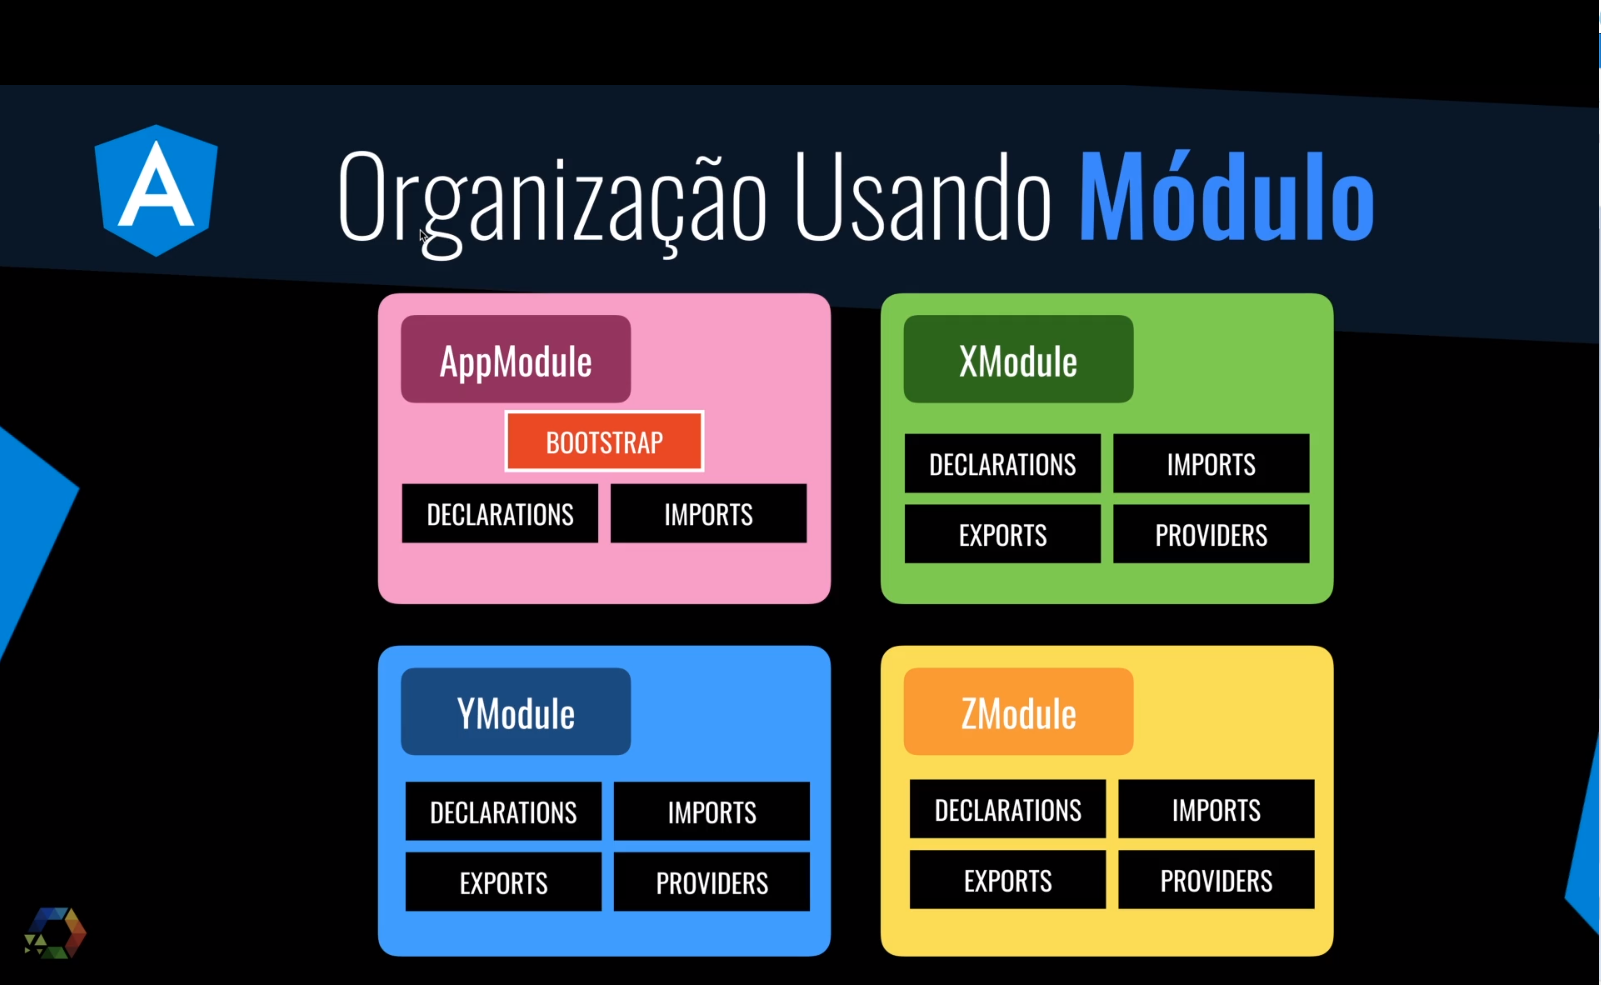 A
Organização Usando Módulo
AppModule
BOOTSTRAP
DECLARATIONS IMPORTS
XModule
DECLARATIONS IMPORTS
EXPORTS PROVIDERS
YModule
DECLARATIONS IMPORTS
EXPORTS PROVIDERS
ZModule
DECLARATIONS IMPORTS
EXPORTS PROVIDERS